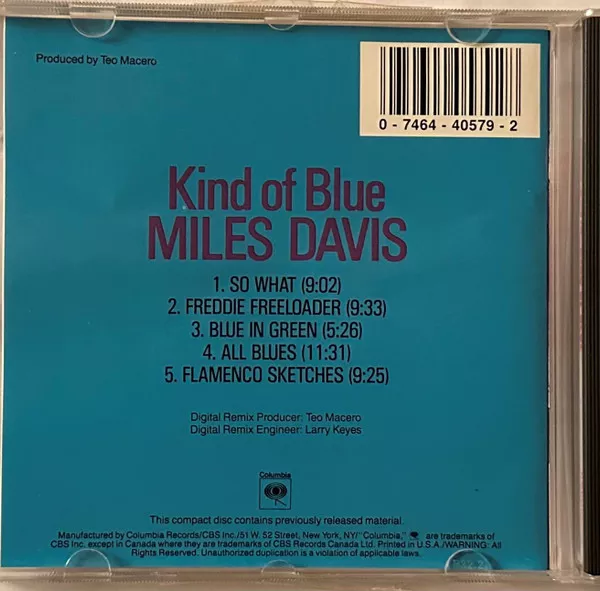 Produced by Teo Macero
0 - 7464 - 40579 - 2
Kind of Blue
MILES DAVIS
1. SO WHAT (9:02)
2. FREDDIE FREELOADER (9:33)
3. BLUE IN GREEN (5:26)
4. ALL BLUES (11:31)
5. FLAMENCO SKETCHES (9:25)
Digital Remix Producer: Teo Macero
Digital Remix Engineer: Larry Keyes
Columbia
This compact disc contains previously released material.
Manufactured by Columbia Records/CBS Inc./51 W. 52 Street, New York, NY/"Columbia," are trademarks of
CBS Inc. except in Canada where they are trademarks of CBS Records Canada Ltd. Printed in U.S.A./WARNING: All
Rights Reserved. Unauthorized duplication is a violation of applicable laws.